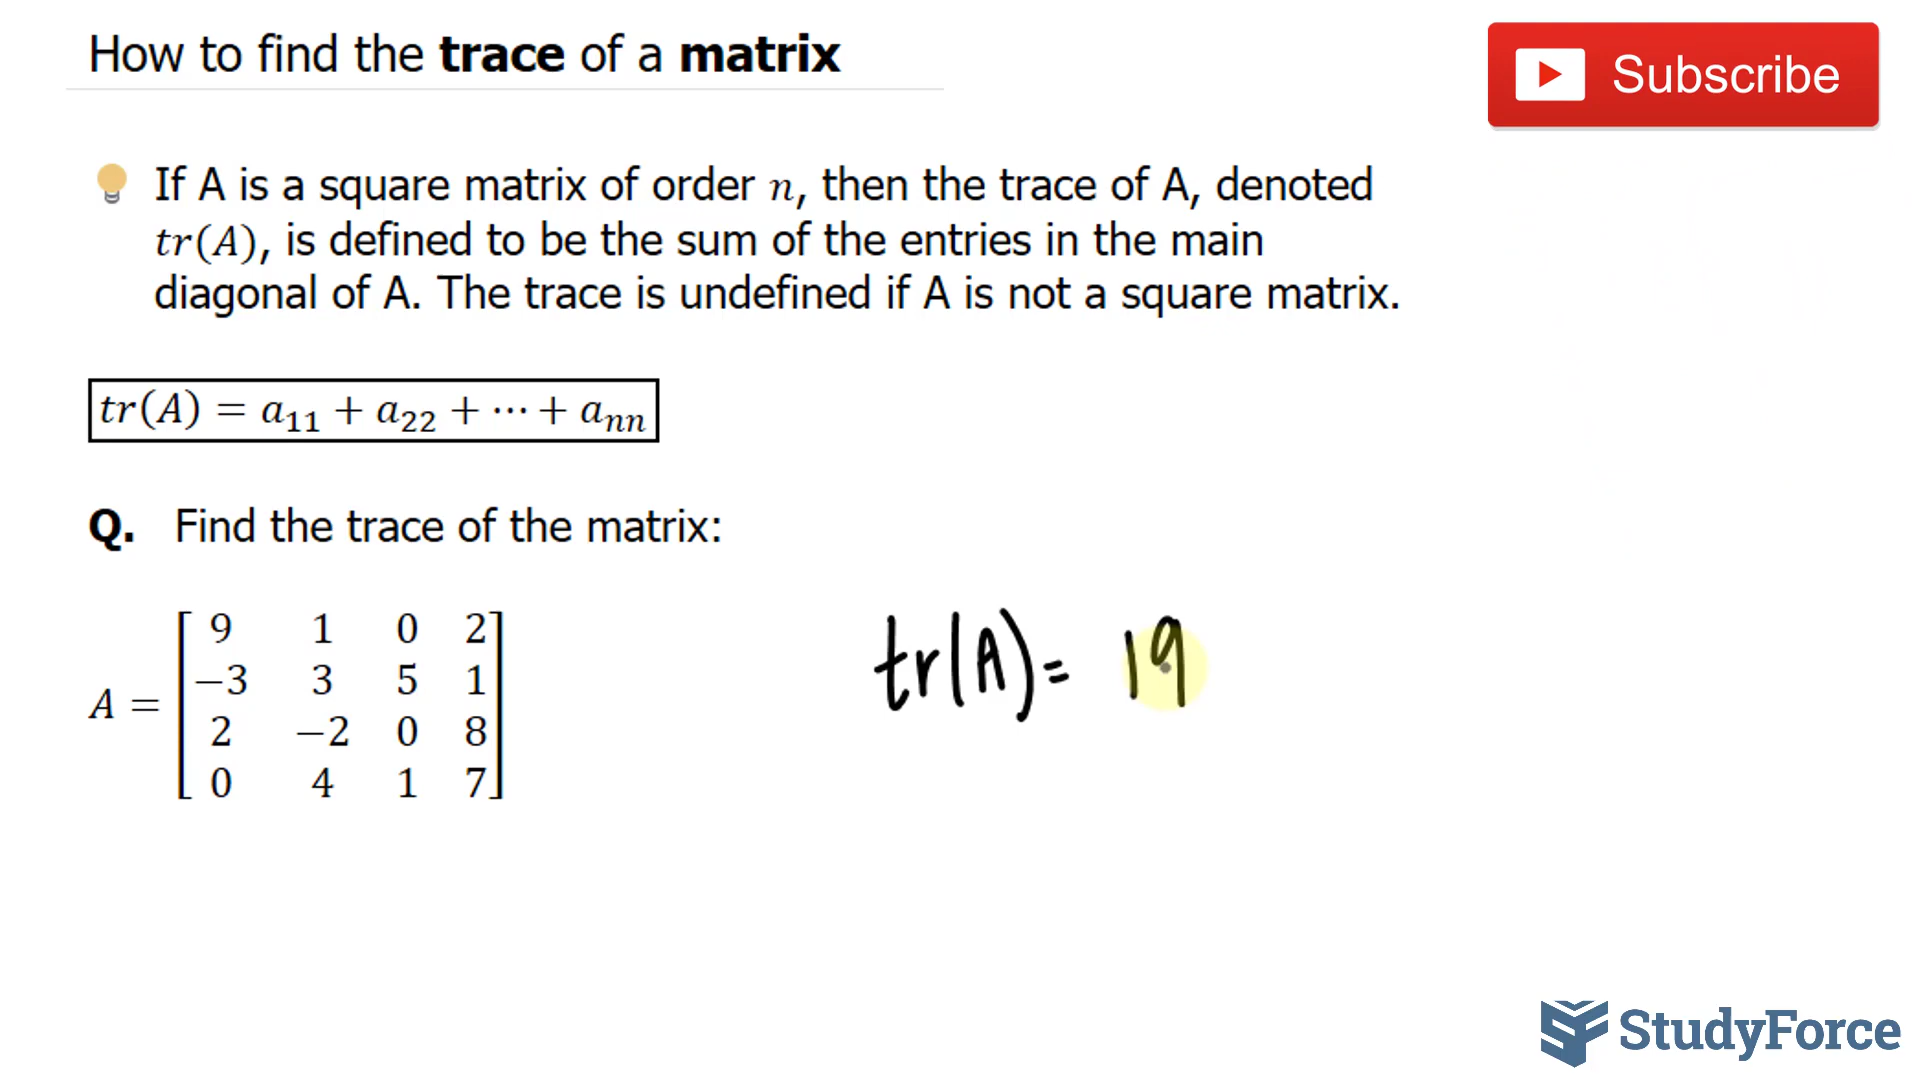 How to find the trace of a matrix
Subscribe
If A is a square matrix of order n, then the trace of A, denoted
tr(A), is defined to be the sum of the entries in the main
diagonal of A. The trace is undefined if A is not a square matrix.
tr(A) = a₁₁ + a₂₂ + ⋯ + aₙₙ
Q. Find the trace of the matrix:
9 1 0 2
−3 3 5 1
A =
2 −2 0 8
0 4 1 7
tr(A) = 19
StudyForce